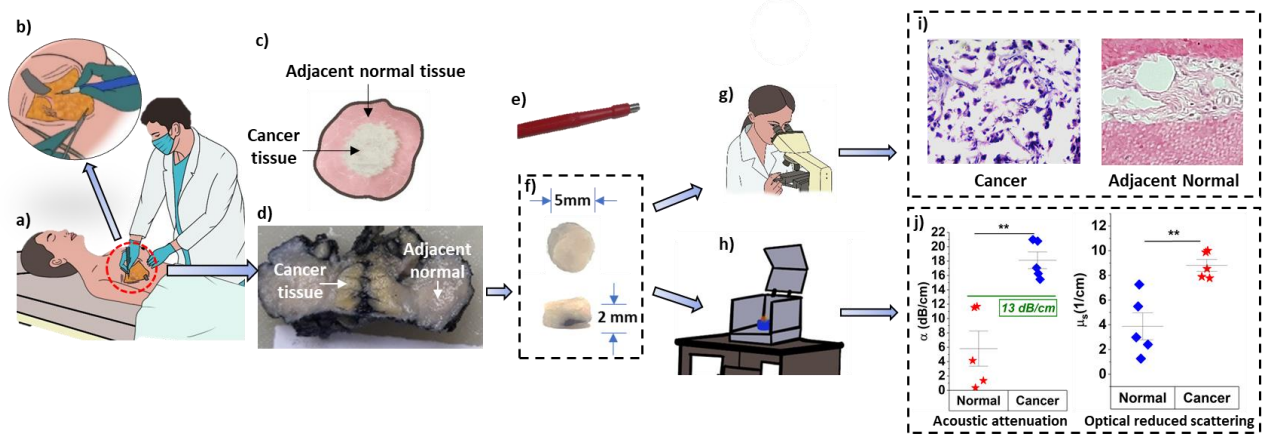 b)
c)
Adjacent normal tissue
Cancer
tissue
a)
d)
Cancer
tissue
Adjacent
normal
e)
f)
5mm
2 mm
g)
h)
i)
Cancer
Adjacent Normal
j)
22
20
18
16
14
12
10
8
6
4
2
0
α (dB/cm)
**
13 dB/cm
Normal
Cancer
Acoustic attenuation
10
8
6
4
2
0
μs(1/cm)
**
Normal
Cancer
Optical reduced scattering